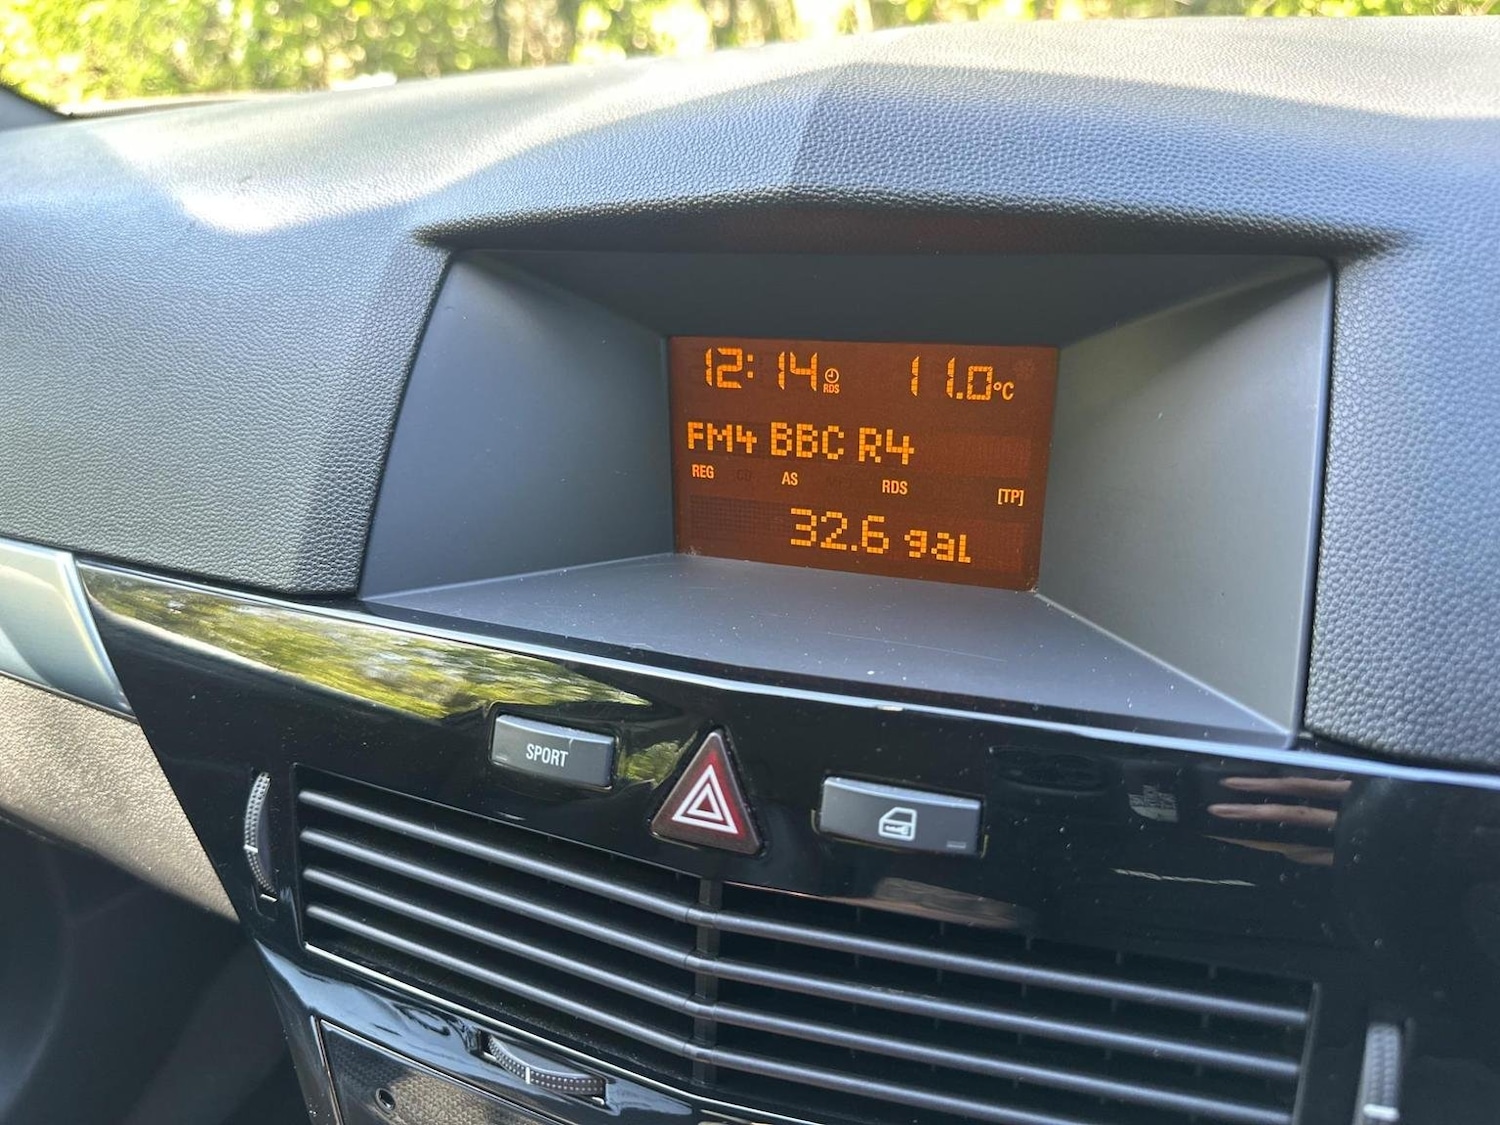 12:14 RDS 11.0°C
FM4 BBC R4
REG AS RDS [TP]
32.6 gal
SPORT